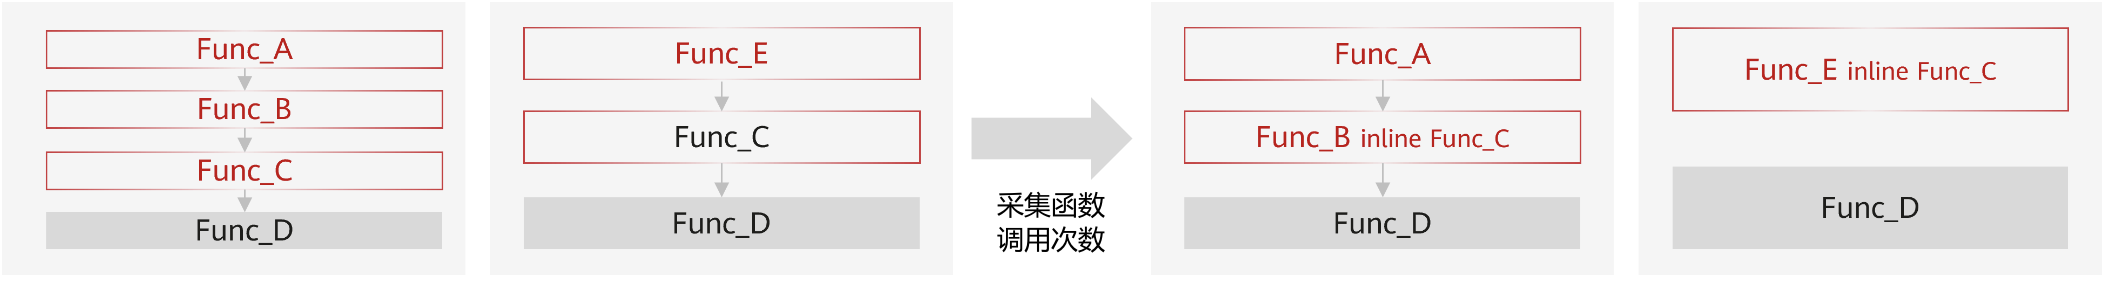 Func_A
Func_B
Func_C
Func_D
Func_E
Func_C
Func_D
采集函数
调用次数
Func_A
Func_B inline Func_C
Func_D
Func_E inline Func_C
Func_D